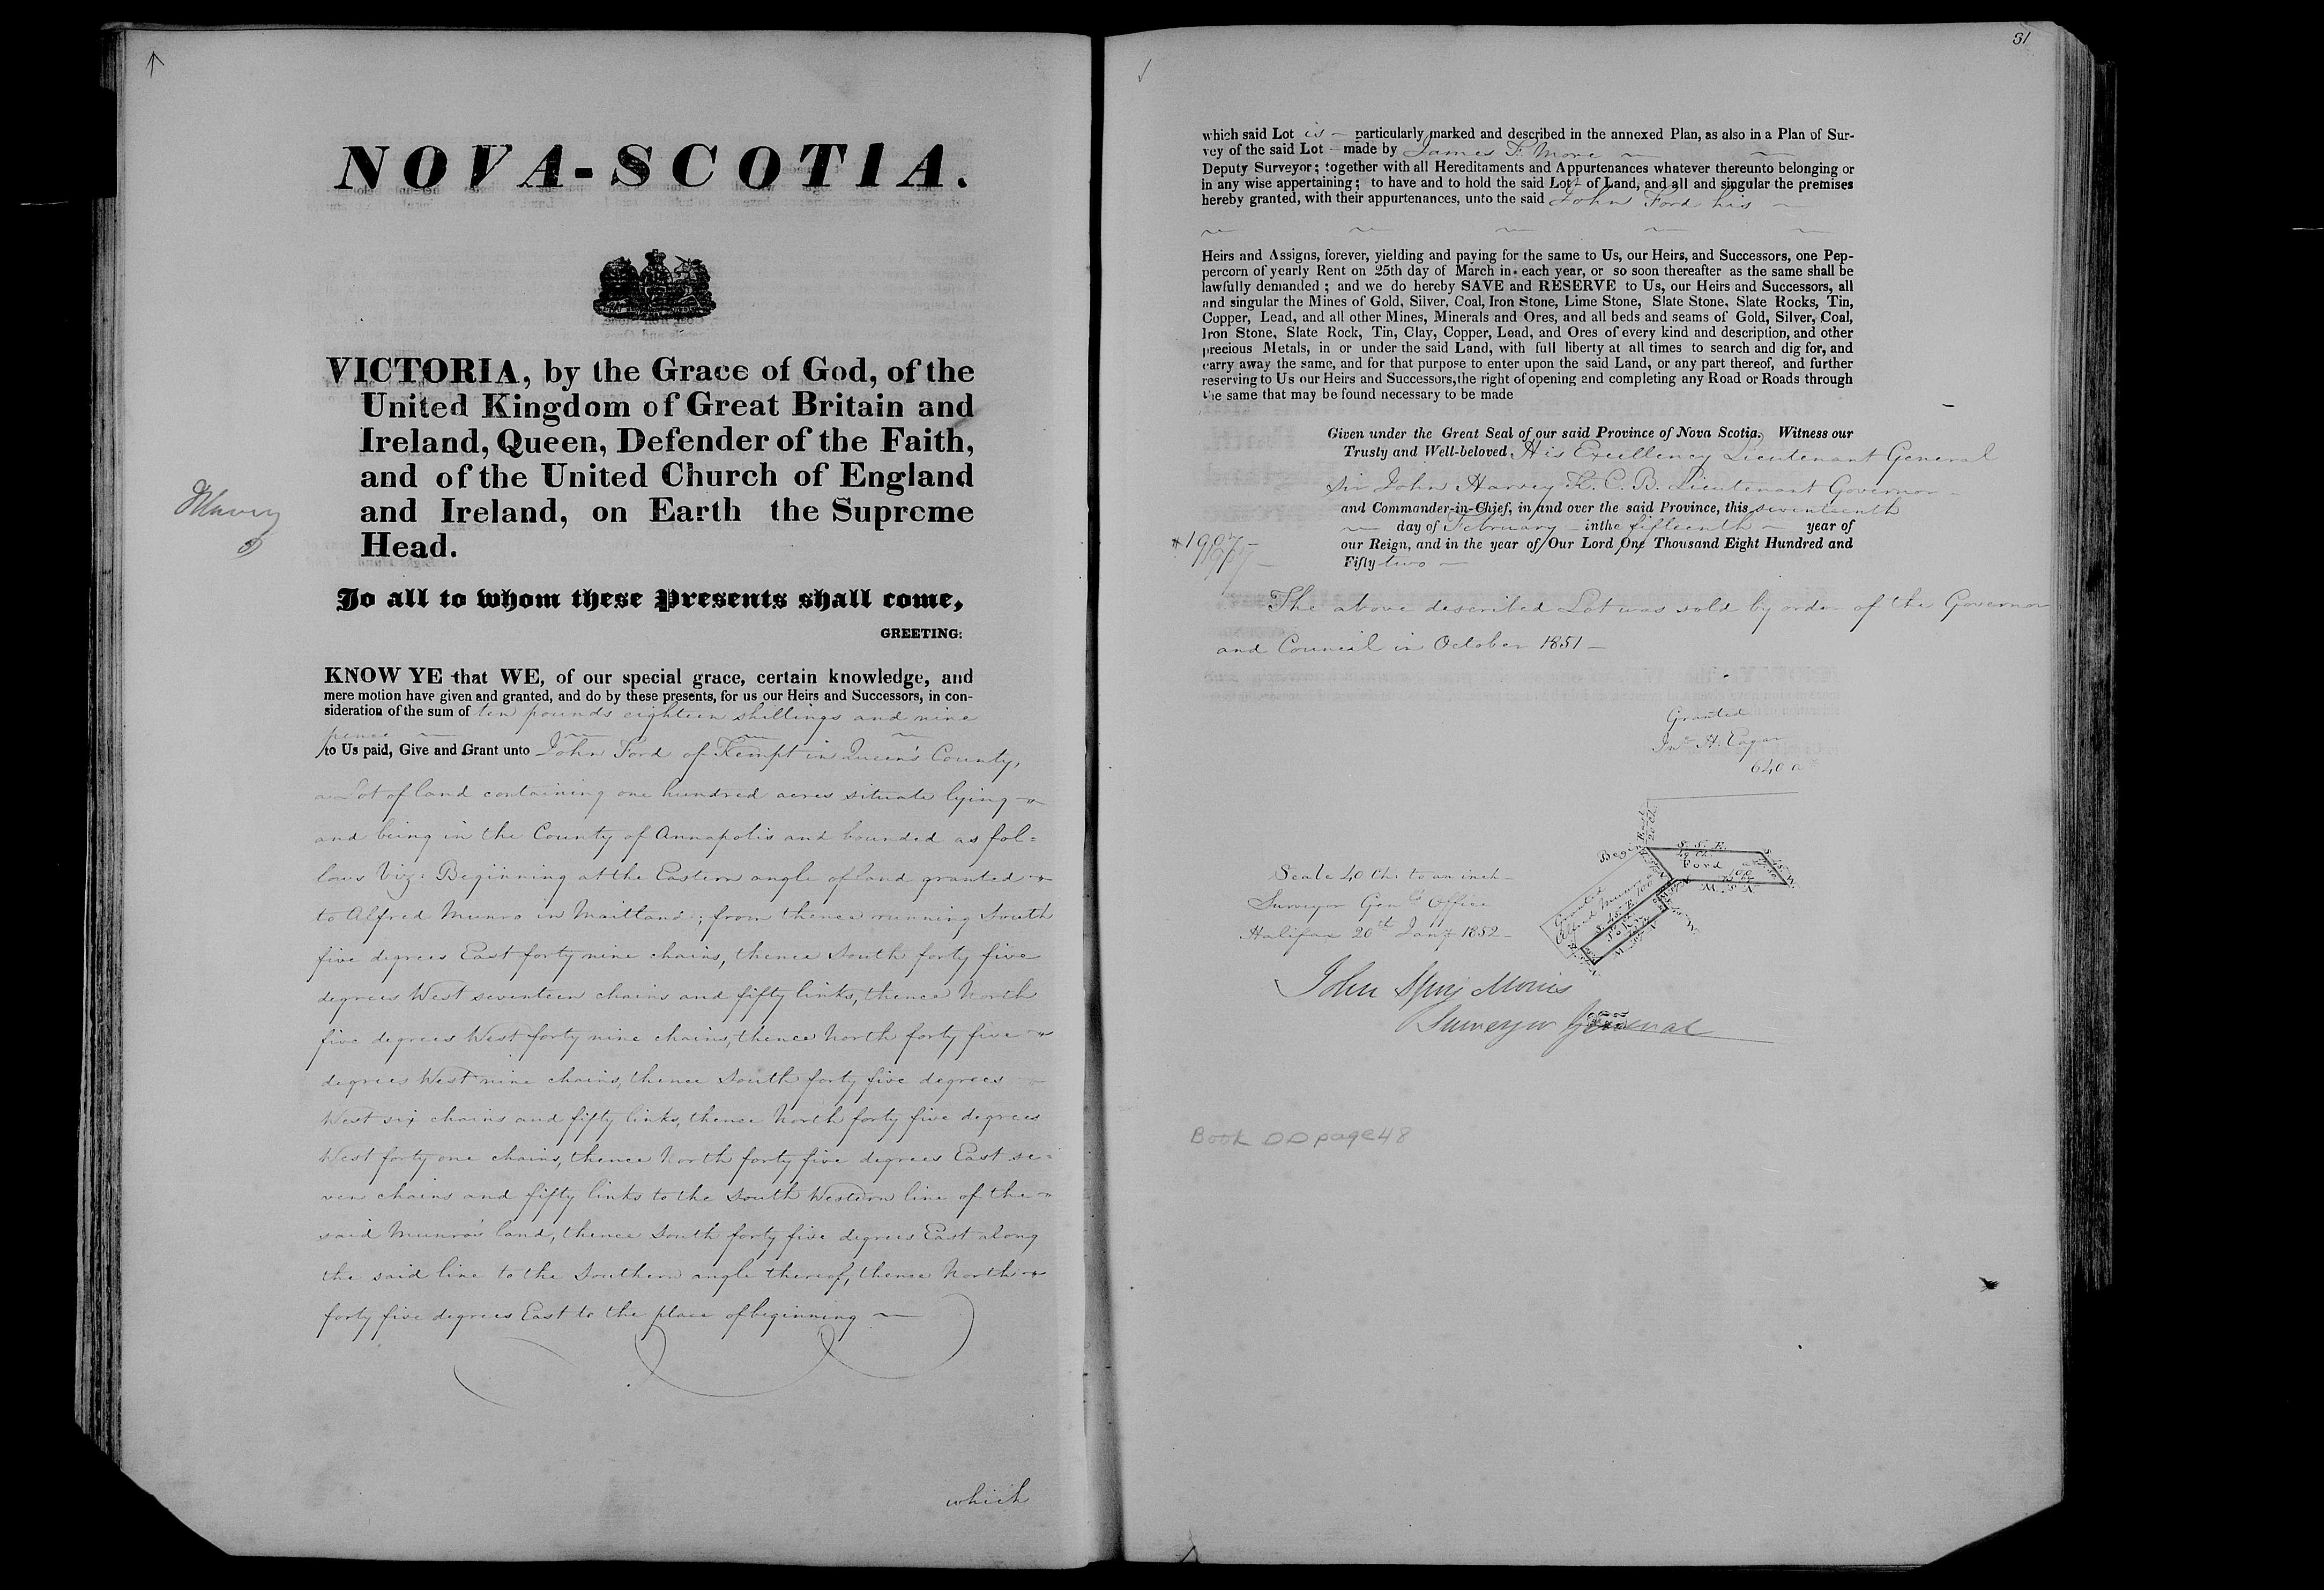 NOVA-SCOTIA.
VICTORIA, by the Grace of God, of the
United Kingdom of Great Britain and
Ireland, Queen, Defender of the Faith,
and of the United Church of England
and Ireland, on Earth the Supreme
Head.
To all to whom these Presents shall come,
GREETING:
KNOW YE that WE, of our special grace, certain knowledge, and
mere motion have given and granted, and do by these presents, for us our Heirs and Successors, in con-
sideration of the sum of ten pounds eighteen shillings and nine
pence
to Us paid, Give and Grant unto John Ford of Kempt in Queen's County,
a Lot of land containing one hundred acres situate lying
and being in the County of Annapolis and bounded as fol=
lows Viz: Beginning at the Eastern angle of land granted
to Alfred Munro in Maitland; from thence running South
five degrees East forty nine chains, thence South forty five
degrees West seventeen chains and fifty links, thence North
five degrees West forty nine chains, thence North forty five
degrees West nine chains, thence South forty five degrees
West six chains and fifty links, thence North forty five degrees
West forty one chains, thence North forty five degrees East se=
ven chains and fifty links to the South Western line of the
said Munro's land, thence South forty five degrees East along
the said line to the Southern angle thereof, thence North
forty five degrees East to the place of beginning
which
31
which said Lot is particularly marked and described in the annexed Plan, as also in a Plan of Sur-
vey of the said Lot made by James F. More
Deputy Surveyor; together with all Hereditaments and Appurtenances whatever thereunto belonging or
in any wise appertaining; to have and to hold the said Lot of Land, and all and singular the premises
hereby granted, with their appurtenances, unto the said John Ford his
Heirs and Assigns, forever, yielding and paying for the same to Us, our Heirs, and Successors, one Pep-
percorn of yearly Rent on 25th day of March in each year, or so soon thereafter as the same shall be
lawfully demanded; and we do hereby SAVE and RESERVE to Us, our Heirs and Successors, all
and singular the Mines of Gold, Silver, Coal, Iron Stone, Lime Stone, Slate Stone, Slate Rocks, Tin,
Copper, Lead, and all other Mines, Minerals and Ores, and all beds and seams of Gold, Silver, Coal,
Iron Stone, Slate Rock, Tin, Clay, Copper, Lead, and Ores of every kind and description, and other
precious Metals, in or under the said Land, with full liberty at all times to search and dig for, and
carry away the same, and for that purpose to enter upon the said Land, or any part thereof, and further
reserving to Us our Heirs and Successors, the right of opening and completing any Road or Roads through
the same that may be found necessary to be made
Given under the Great Seal of our said Province of Nova Scotia. Witness our
Trusty and Well-beloved His Excellency Lieutenant General
Sir John Harvey K. C. B. Lieutenant Governor
and Commander-in-Chief, in and over the said Province, this seventeenth
day of February in the fifteenth year of
our Reign, and in the year of Our Lord One Thousand Eight Hundred and
Fifty two
The above described Lot was sold by order of the Governor
and Council in October 1851
Granted
Jno H. Eagar
640 a
Begin
S. 5. E.
49 Ch.
Ford
100
Granted
Alfred Munro
Scale 40 Ch: to an inch
Surveyor Genls Office
Halifax 20th Jany 1852
John Spry Morris
Surveyor General
Book DD page 48